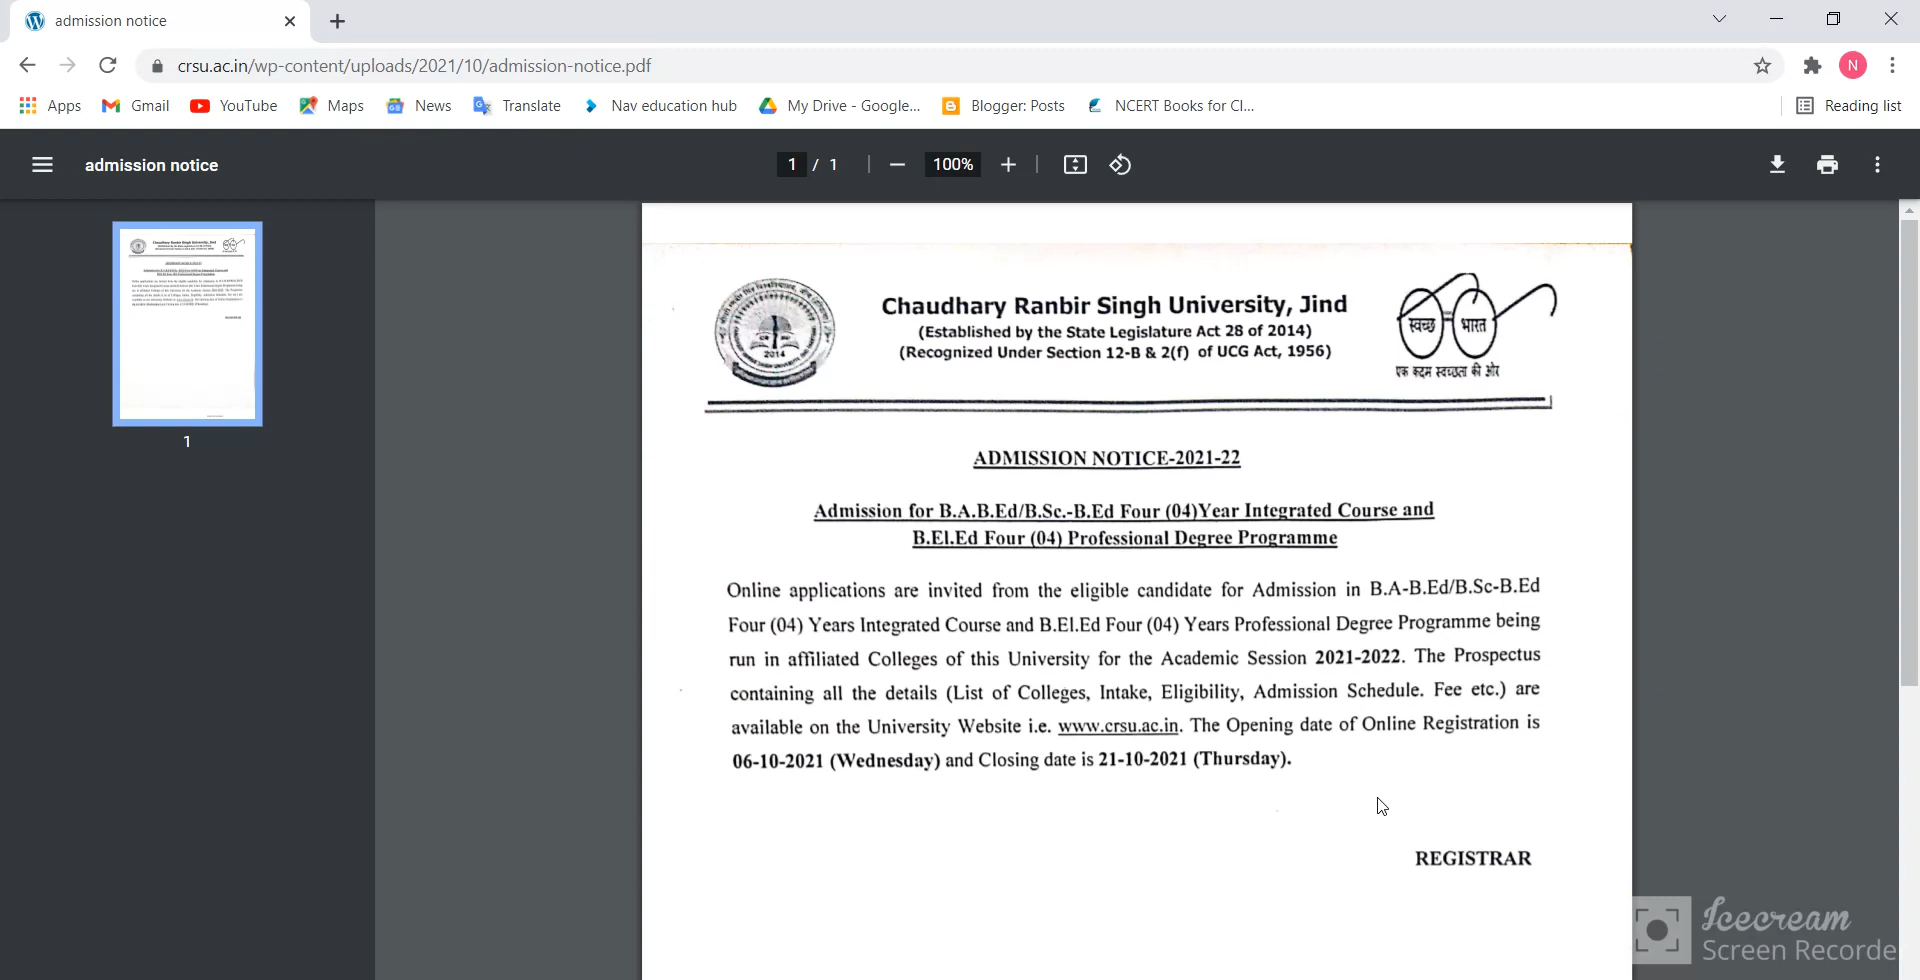 admission notice
crsu.ac.in/wp-content/uploads/2021/10/admission-notice.pdf
N
Apps Gmail YouTube Maps News Translate Nav education hub My Drive - Google... Blogger: Posts NCERT Books for Cl... Reading list
admission notice 1 / 1 100%
1
Chaudhary Ranbir Singh University, Jind
(Established by the State Legislature Act 28 of 2014)
(Recognized Under Section 12-B & 2(f) of UCG Act, 1956)
2014
स्वच्छ भारत
एक कदम स्वच्छता की ओर
ADMISSION NOTICE-2021-22
Admission for B.A.B.Ed/B.Sc.-B.Ed Four (04)Year Integrated Course and
B.El.Ed Four (04) Professional Degree Programme
Online applications are invited from the eligible candidate for Admission in B.A-B.Ed/B.Sc-B.Ed
Four (04) Years Integrated Course and B.El.Ed Four (04) Years Professional Degree Programme being
run in affiliated Colleges of this University for the Academic Session 2021-2022. The Prospectus
containing all the details (List of Colleges, Intake, Eligibility, Admission Schedule. Fee etc.) are
available on the University Website i.e. www.crsu.ac.in. The Opening date of Online Registration is
06-10-2021 (Wednesday) and Closing date is 21-10-2021 (Thursday).
REGISTRAR
Icecream
Screen Recorde